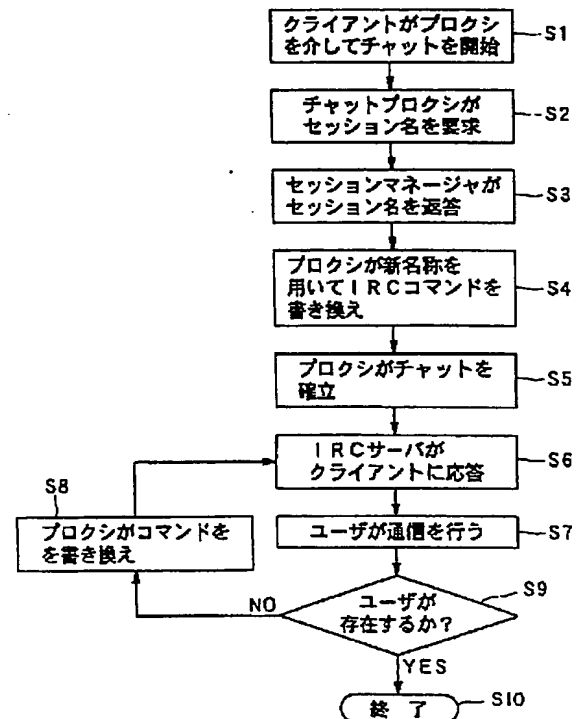 クライアントがプロクシ
を介してチャットを開始
S1
チャットプロクシが
セッション名を要求
S2
セッションマネージャが
セッション名を返答
S3
プロクシが新名称を
用いてIRCコマンドを
書き換え
S4
プロクシがチャットを
確立
S5
IRCサーバが
クライアントに応答
S6
S8
プロクシがコマンドを
を書き換え
ユーザが通信を行う
S7
ユーザが
存在するか?
S9
NO
YES
終 了
S10